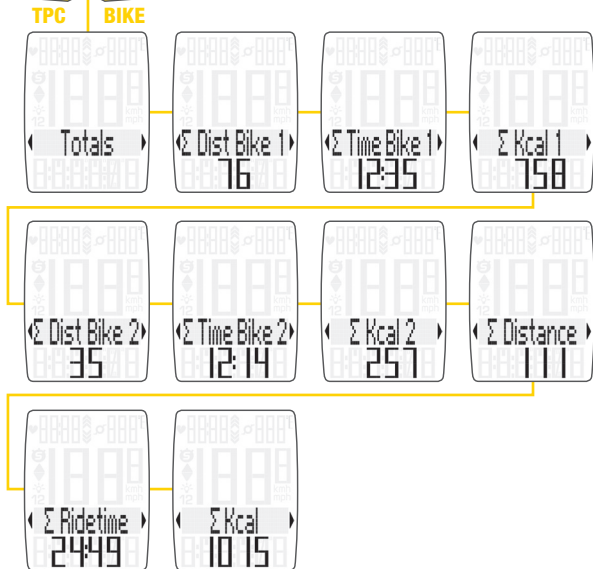 TPC BIKE
Totals
Σ Dist Bike 1
76
Σ Time Bike 1
12:35
Σ Kcal 1
758
Σ Dist Bike 2
35
Σ Time Bike 2
12:14
Σ Kcal 2
257
Σ Distance
111
Σ Ridetime
24:49
Σ Kcal
1015